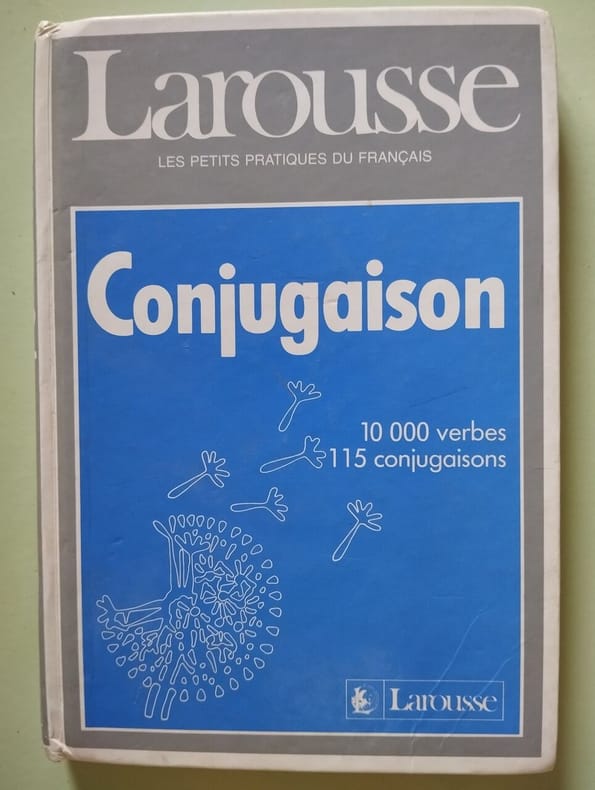 Larousse
LES PETITS PRATIQUES DU FRANÇAIS
Conjugaison
10 000 verbes
115 conjugaisons
Larousse